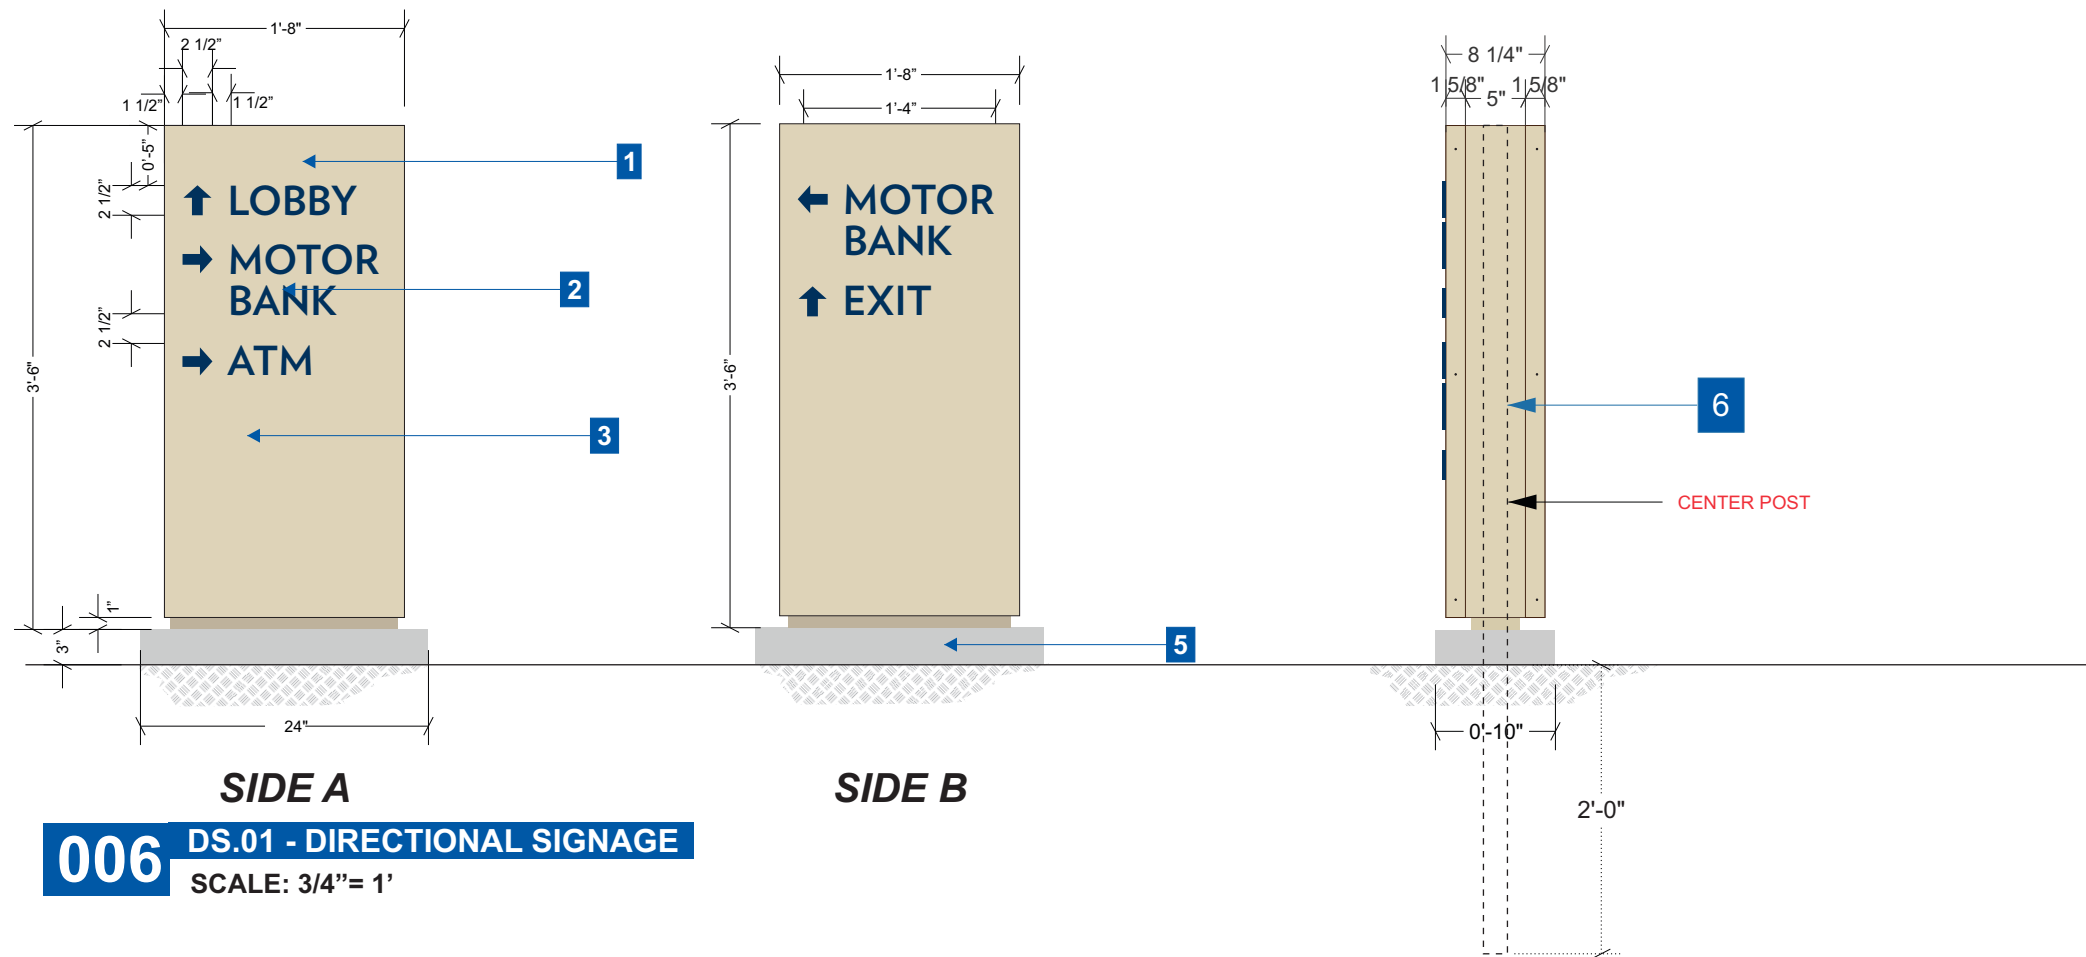 1'-8"
2 1/2”
1 1/2”
1 1/2”
0’-5”
2 1/2”
2 1/2”
3'-6"
1”
3”
24"
LOBBY
MOTOR
BANK
ATM
1
2
3
SIDE A
1’-8”
1’-4”
3’-6”
MOTOR
BANK
EXIT
5
SIDE B
8 1/4"
1 5/8"
5"
1 5/8"
6
CENTER POST
0'-10"
2'-0"
006
DS.01 - DIRECTIONAL SIGNAGE
SCALE: 3/4”= 1’